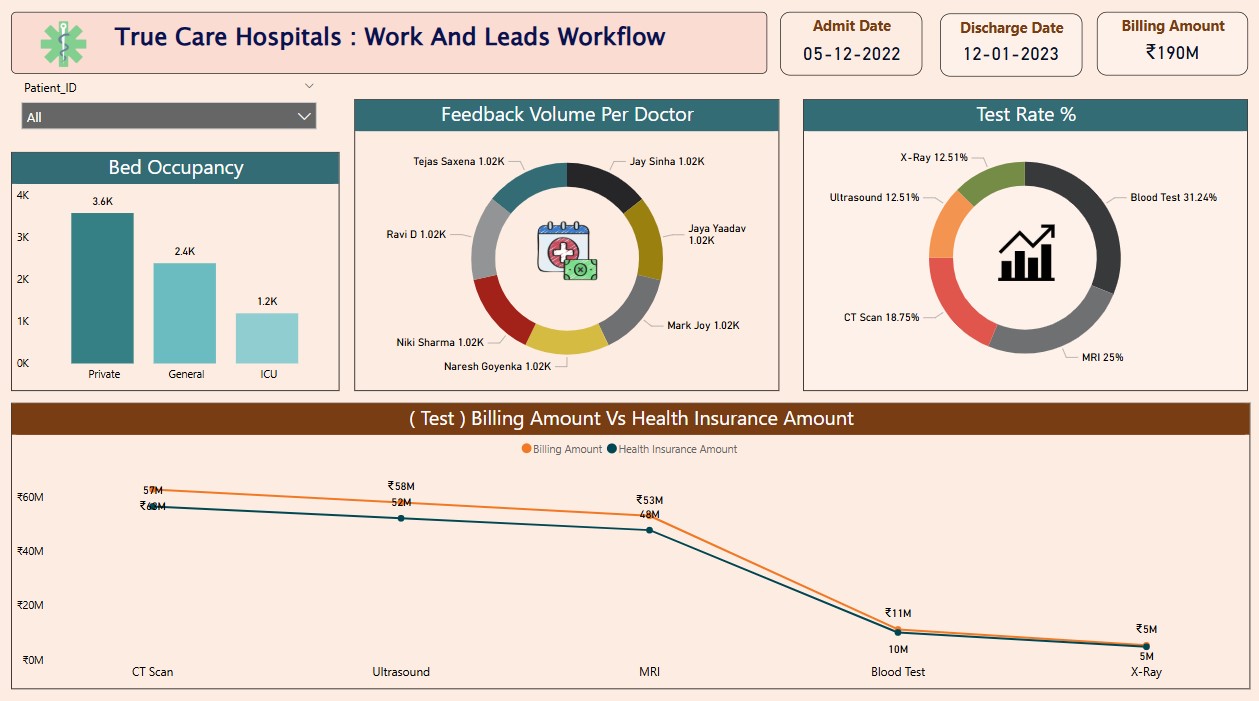 True Care Hospitals : Work And Leads Workflow
Admit Date
05-12-2022
Discharge Date
12-01-2023
Billing Amount
₹190M
Patient_ID
All
Bed Occupancy
4K
3K
2K
1K
0K
3.6K
2.4K
1.2K
Private
General
ICU
Feedback Volume Per Doctor
Tejas Saxena 1.02K
Jay Sinha 1.02K
Ravi D 1.02K
Jaya Yaadav
1.02K
Mark Joy 1.02K
Niki Sharma 1.02K
Naresh Goyenka 1.02K
Test Rate %
X-Ray 12.51%
Ultrasound 12.51%
Blood Test 31.24%
CT Scan 18.75%
MRI 25%
( Test ) Billing Amount Vs Health Insurance Amount
Billing Amount
Health Insurance Amount
₹60M
₹40M
₹20M
₹0M
57M
₹58M
52M
₹53M
48M
₹11M
10M
₹5M
5M
CT Scan
Ultrasound
MRI
Blood Test
X-Ray